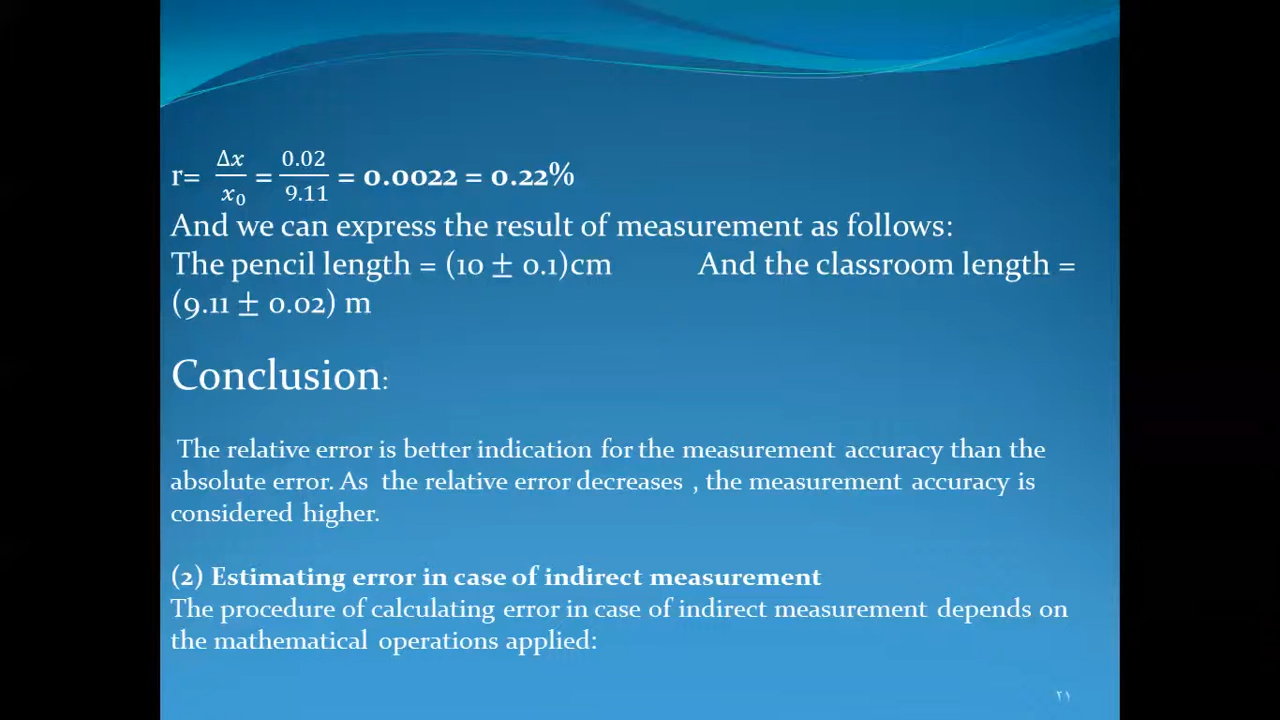 r= Δx/x₀ = 0.02/9.11 = 0.0022 = 0.22%
And we can express the result of measurement as follows:
The pencil length = (10 ± 0.1)cm And the classroom length =
(9.11 ± 0.02) m
Conclusion:
The relative error is better indication for the measurement accuracy than the
absolute error. As the relative error decreases , the measurement accuracy is
considered higher.
(2) Estimating error in case of indirect measurement
The procedure of calculating error in case of indirect measurement depends on
the mathematical operations applied:
٢١